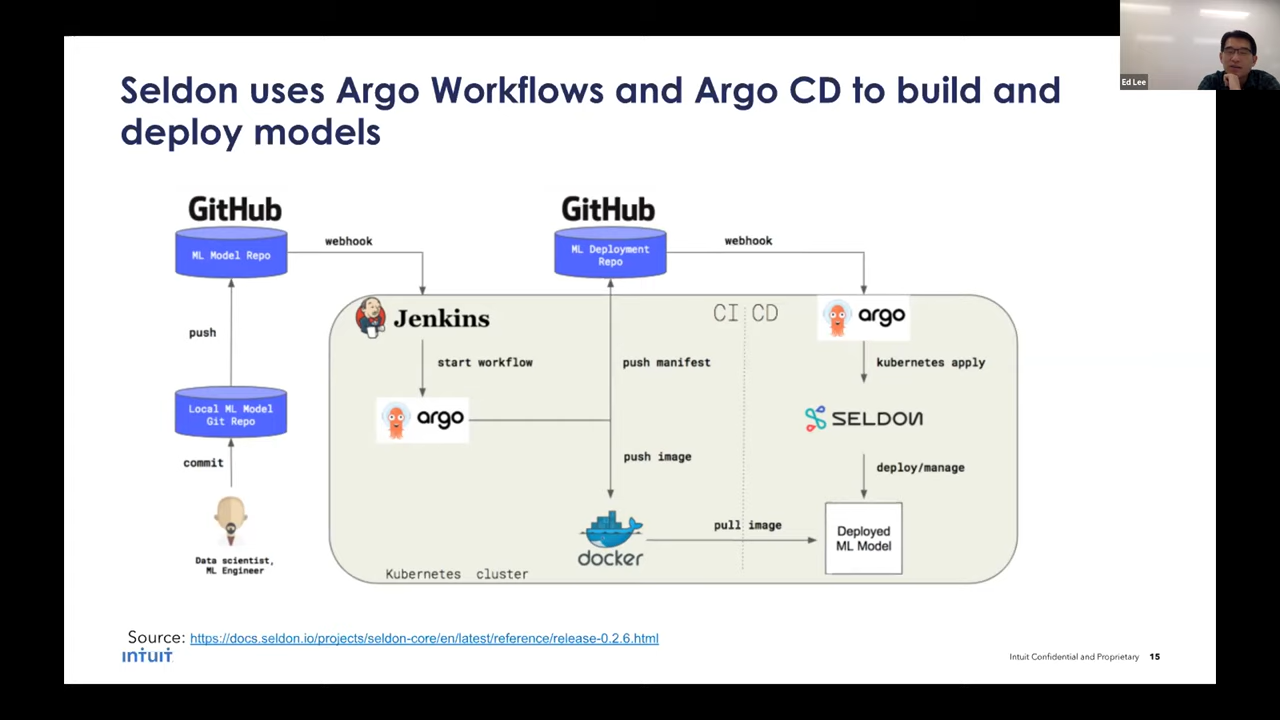 Ed Lee
Seldon uses Argo Workflows and Argo CD to build and
deploy models
GitHub
GitHub
ML Model Repo
webhook
ML Deployment
Repo
webhook
Jenkins
CI CD
argo
push
start workflow
push manifest
kubernetes apply
Local ML Model
Git Repo
argo
SELDON
commit
push image
deploy/manage
pull image
Deployed
ML Model
docker
Data scientist,
ML Engineer
Kubernetes cluster
Source: https://docs.seldon.io/projects/seldon-core/en/latest/reference/release-0.2.6.html
INTUIT
Intuit Confidential and Proprietary 15